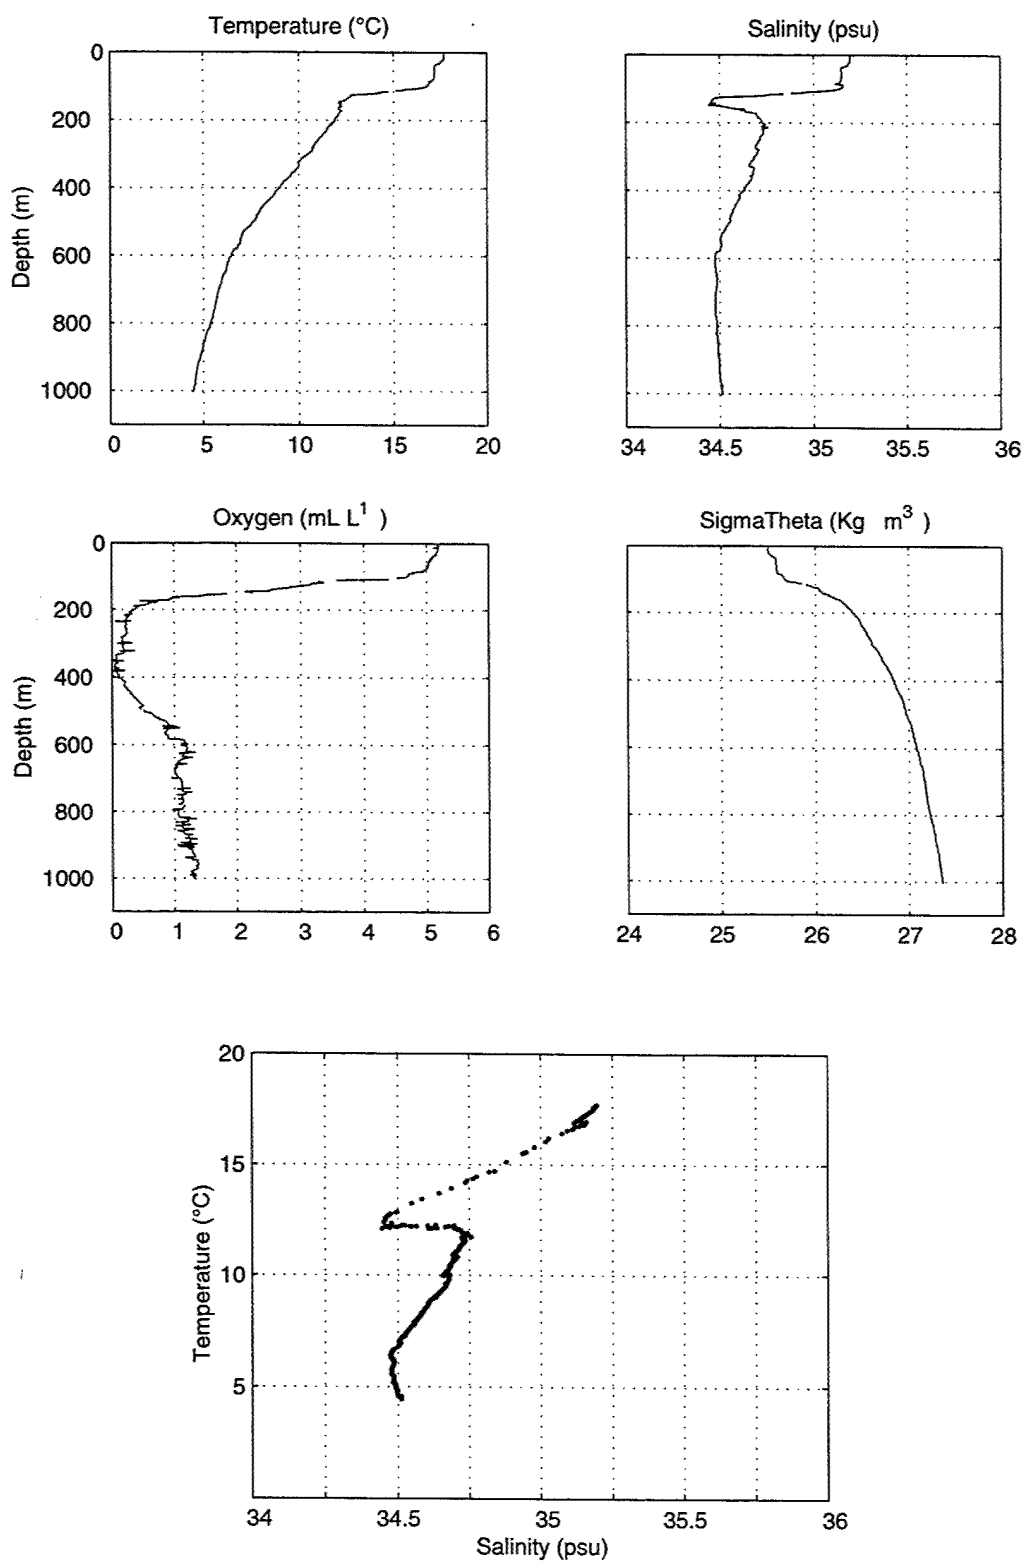 Temperature (°C)
0
200
400
600
800
1000
Depth (m)
0 5 10 15 20
Salinity (psu)
34 34.5 35 35.5 36
Oxygen (mL L1 )
0
200
400
600
800
1000
Depth (m)
0 1 2 3 4 5 6
SigmaTheta (Kg m3 )
24 25 26 27 28
20
15
10
5
Temperature (°C)
34 34.5 35 35.5 36
Salinity (psu)